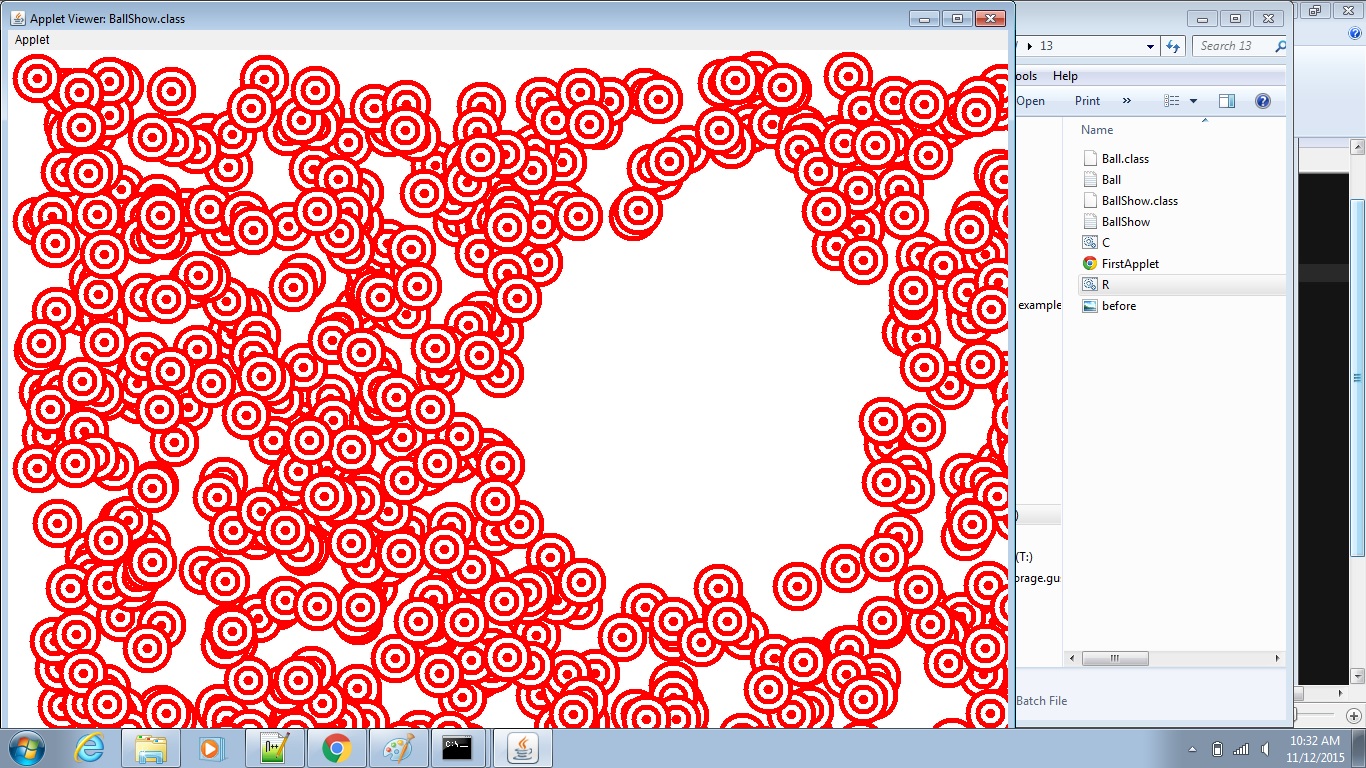 Applet Viewer: BallShow.class
Applet
13
Search 13
ools Help
Open Print »
Name
Ball.class
Ball
BallShow.class
BallShow
C
FirstApplet
R
before
example
)
(T:)
orage.gus
Batch File
10:32 AM
11/12/2015